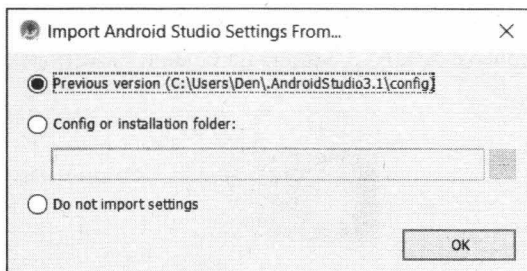 Import Android Studio Settings From...
Previous version (C:\Users\Den\.AndroidStudio3.1\config)
Config or installation folder:
Do not import settings
OK